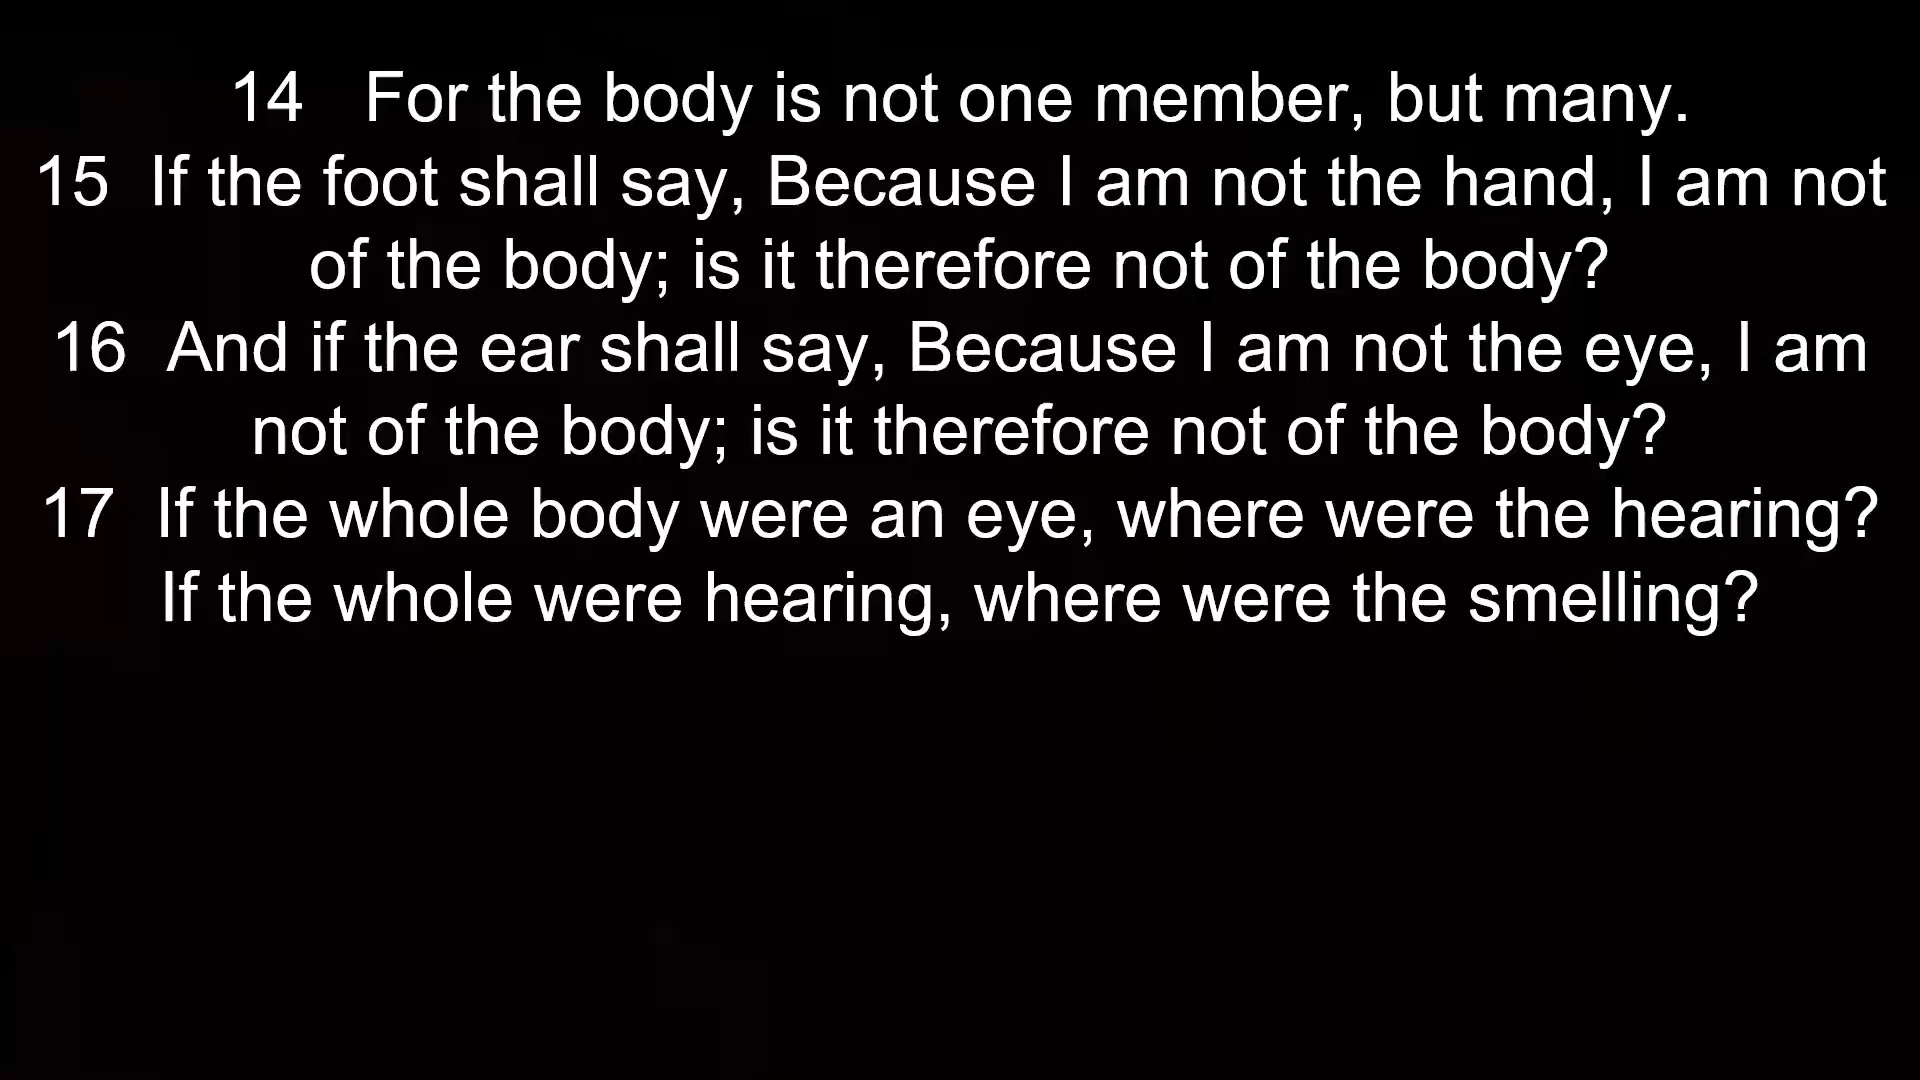 14 For the body is not one member, but many.
15 If the foot shall say, Because I am not the hand, I am not
of the body; is it therefore not of the body?
16 And if the ear shall say, Because I am not the eye, I am
not of the body; is it therefore not of the body?
17 If the whole body were an eye, where were the hearing?
If the whole were hearing, where were the smelling?